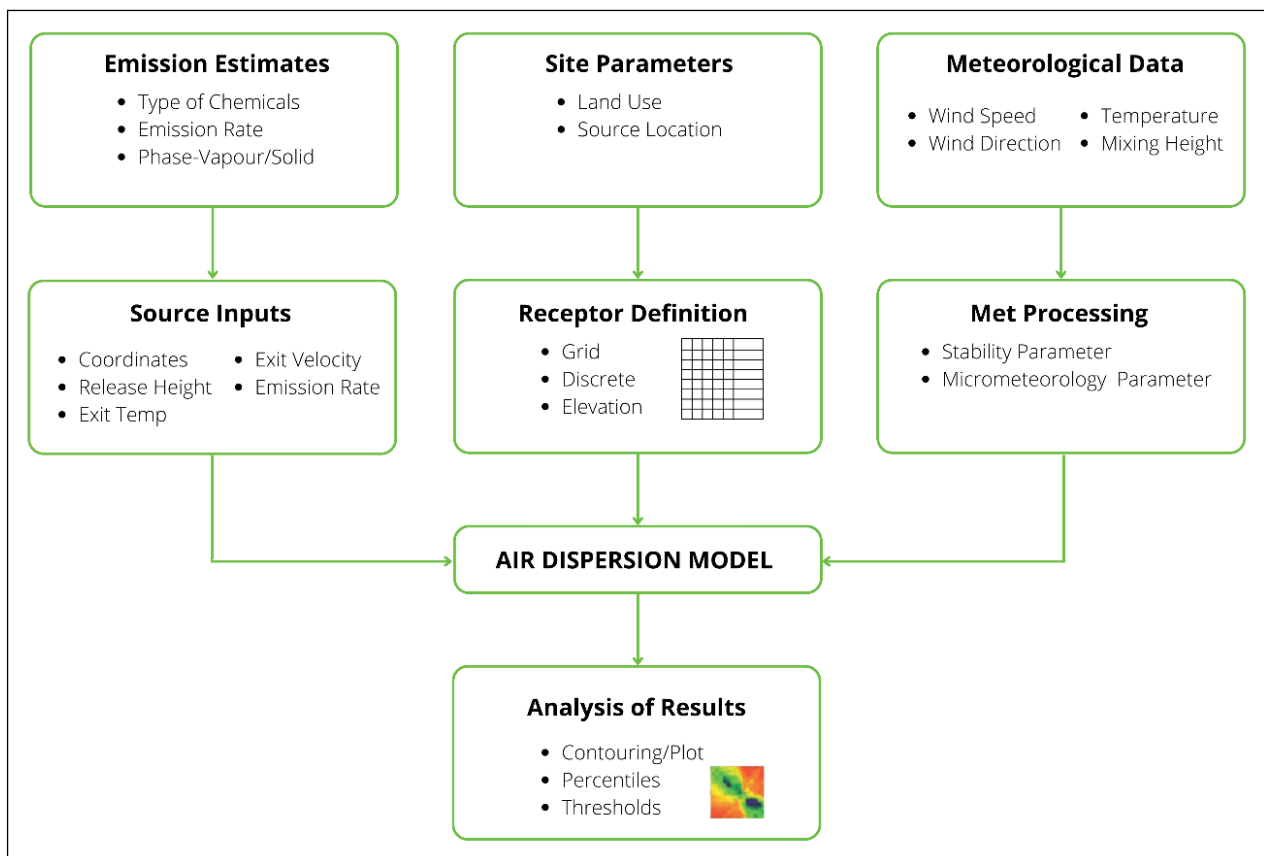 Emission Estimates
• Type of Chemicals
• Emission Rate
• Phase-Vapour/Solid
Site Parameters
• Land Use
• Source Location
Meteorological Data
• Wind Speed
• Wind Direction
• Temperature
• Mixing Height
Source Inputs
• Coordinates
• Release Height
• Exit Temp
• Exit Velocity
• Emission Rate
Receptor Definition
• Grid
• Discrete
• Elevation
Met Processing
• Stability Parameter
• Micrometeorology Parameter
AIR DISPERSION MODEL
Analysis of Results
• Contouring/Plot
• Percentiles
• Thresholds